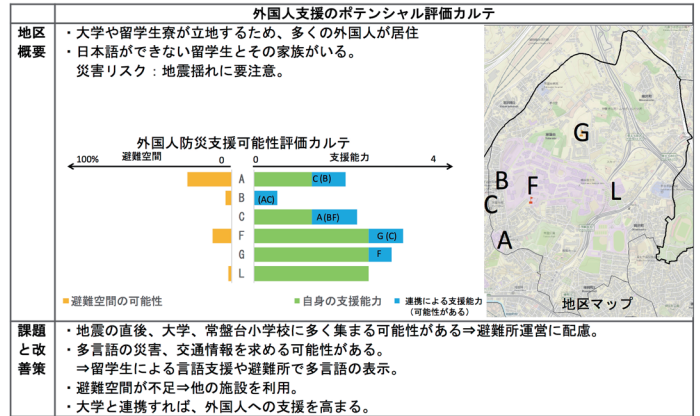 外国人支援のポテンシャル評価カルテ
地区概要
・大学や留学生寮が立地するため、多くの外国人が居住
・日本語ができない留学生とその家族がいる。
災害リスク：地震揺れに要注意。
外国人防災支援可能性評価カルテ
100% 避難空間 0 0 支援能力 4
A C(B)
B (AC)
C A(BF)
F G(C)
G F
L
避難空間の可能性
自身の支援能力
連携による支援能力
(可能性がある)
G
B
F
L
C
A
地区マップ
課題と改善策
・地震の直後、大学、常盤台小学校に多く集まる可能性がある⇒避難所運営に配慮。
・多言語の災害、交通情報を求める可能性がある。
⇒留学生による言語支援や避難所で多言語の表示。
・避難空間が不足⇒他の施設を利用。
・大学と連携すれば、外国人への支援を高まる。